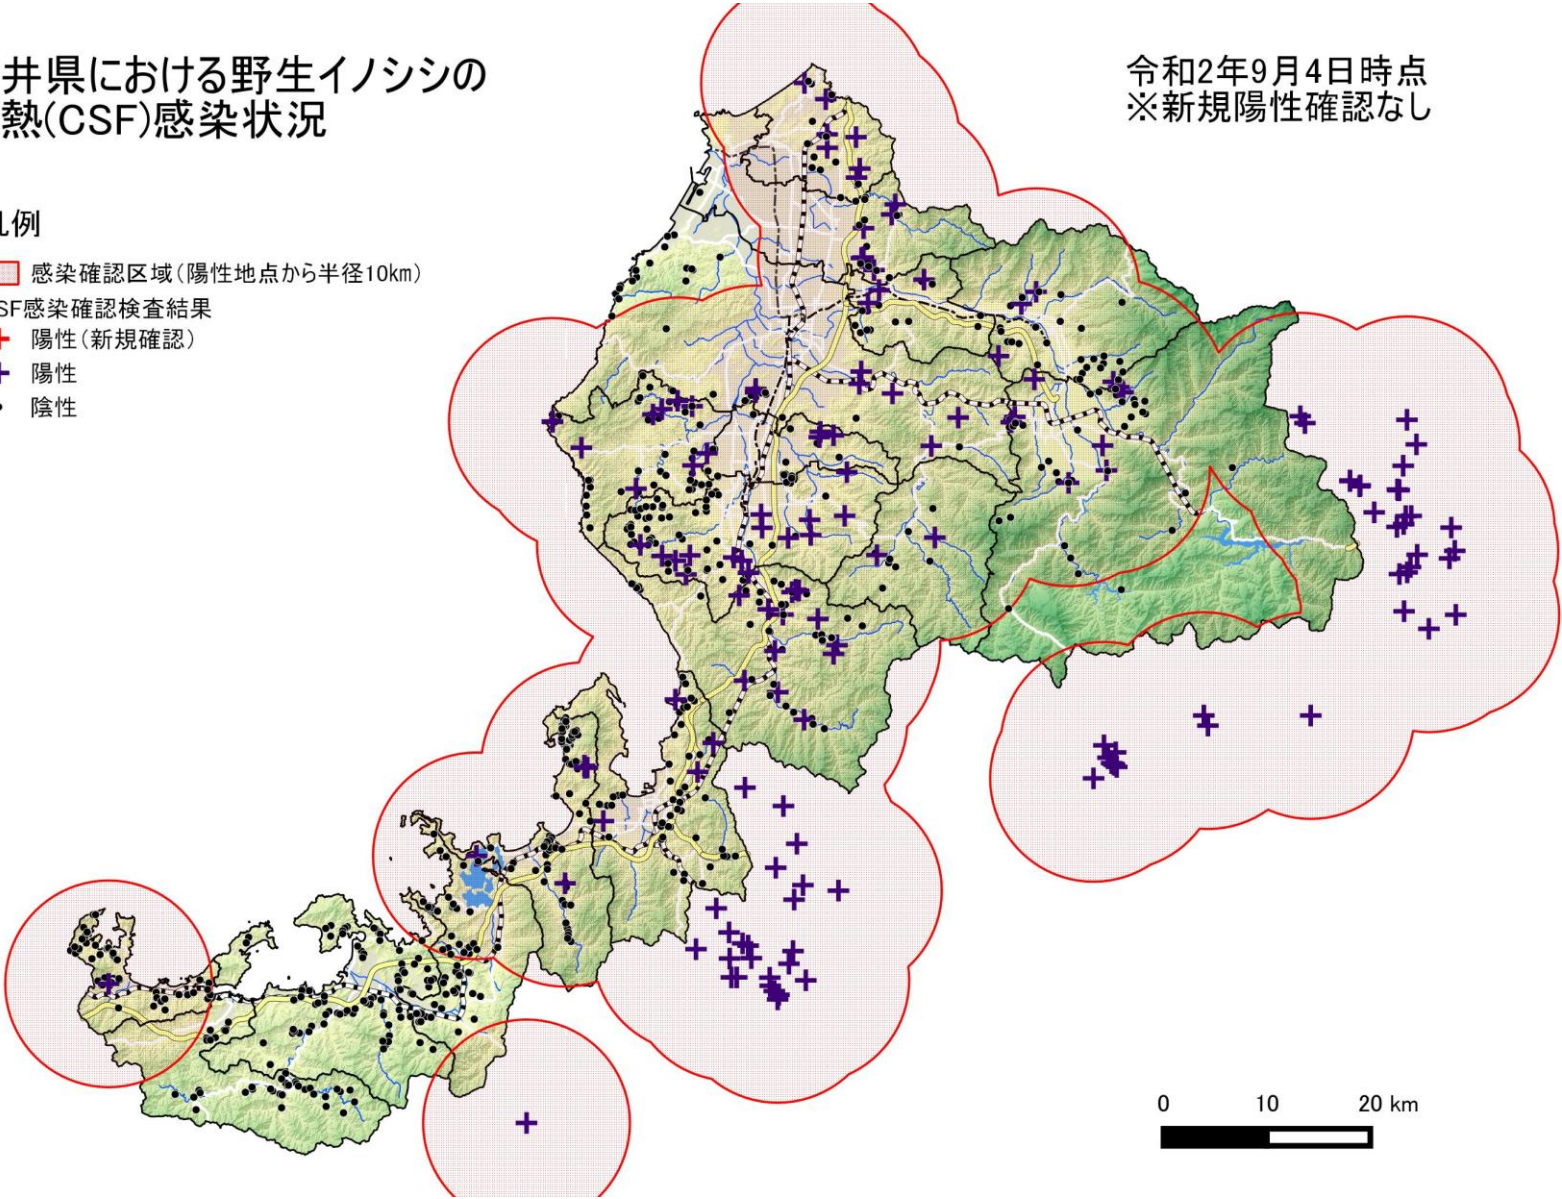 井県における野生イノシシの
熱(CSF)感染状況
令和2年9月4日時点
※新規陽性確認なし
例
感染確認区域(陽性地点から半径10km)
SF感染確認検査結果
陽性(新規確認)
陽性
陰性
0 10 20 km